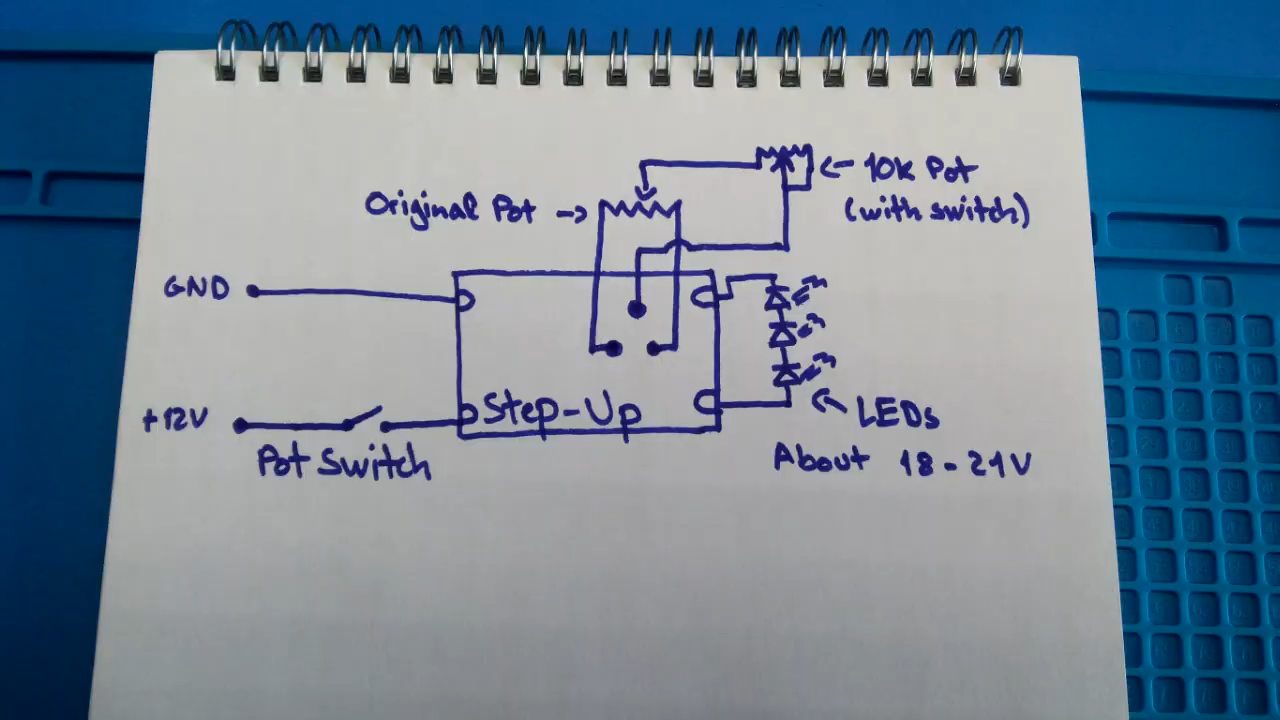 <- 10k Pot
(with switch)
Original Pot ->
GND
+12V
Pot Switch
Step-Up
LEDs
About 18-21V